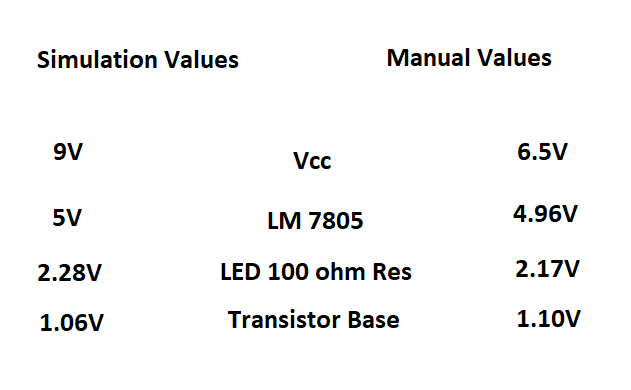 Simulation Values Manual Values
9V Vcc 6.5V
5V LM 7805 4.96V
2.28V LED 100 ohm Res 2.17V
1.06V Transistor Base 1.10V